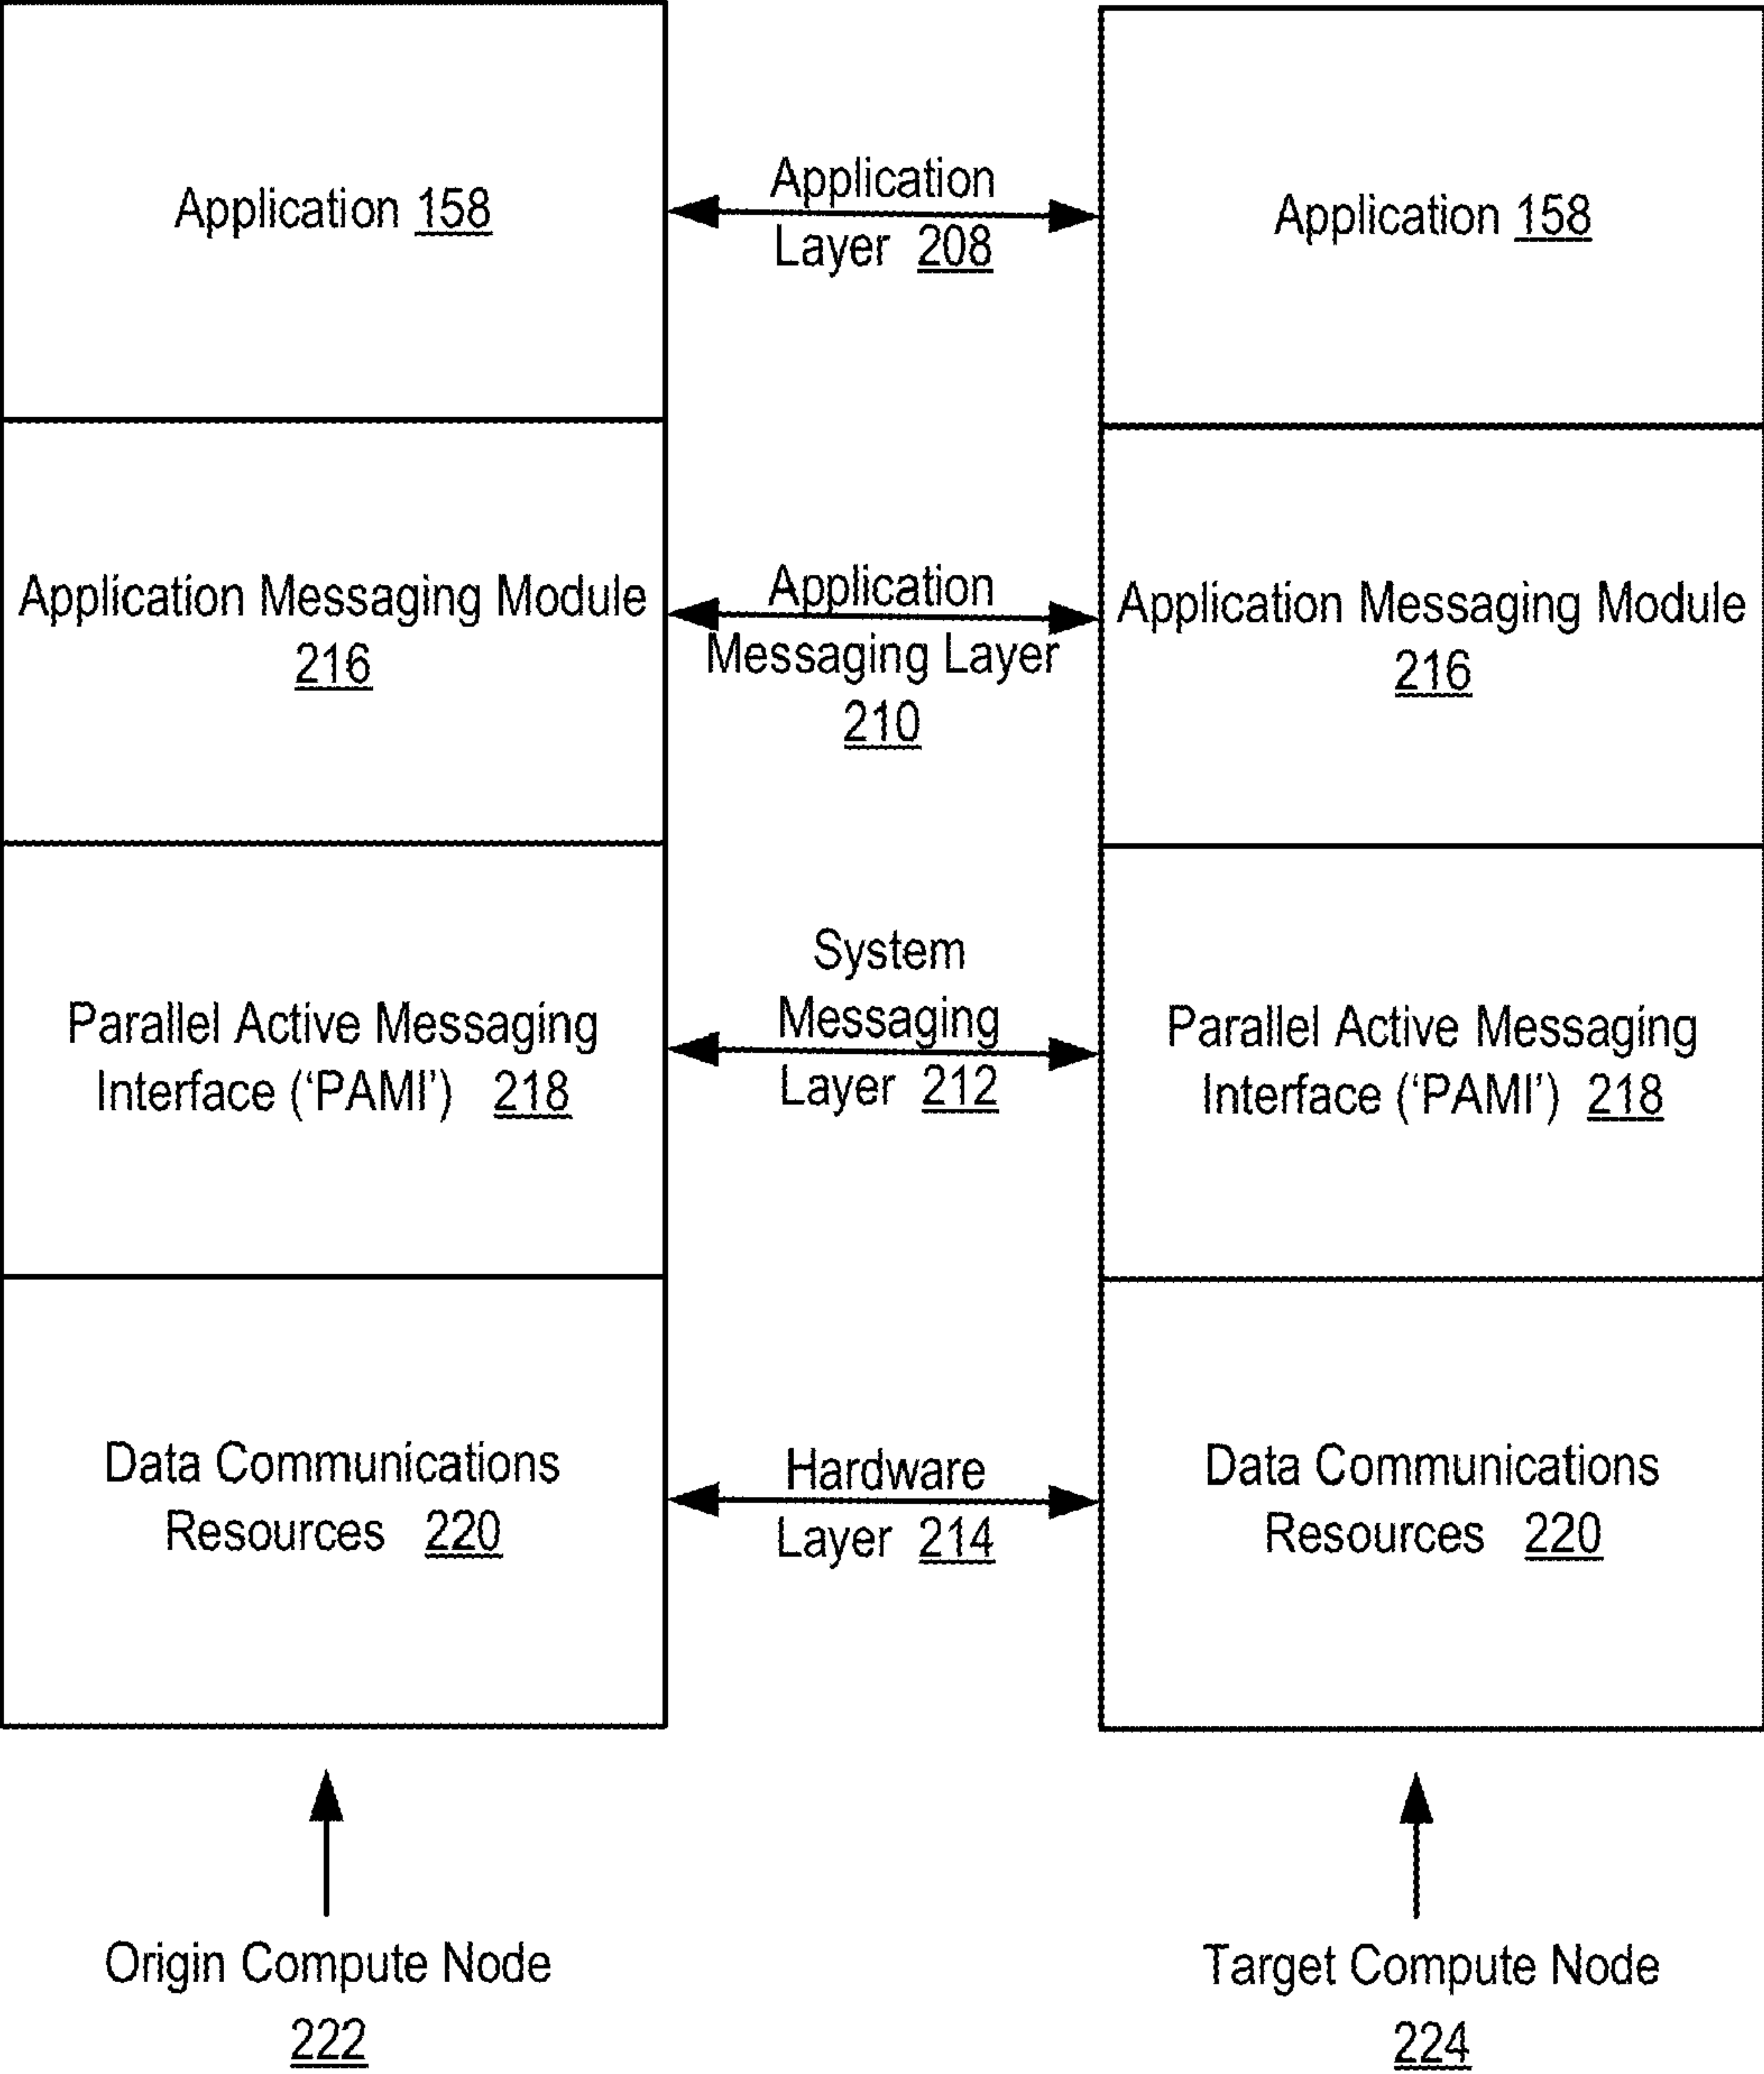 Application 158
Application
Layer 208
Application 158
Application Messaging Module
216
Application
Messaging Layer
210
Application Messaging Module
216
Parallel Active Messaging
Interface (‘PAMI’) 218
System
Messaging
Layer 212
Parallel Active Messaging
Interface (‘PAMI’) 218
Data Communications
Resources 220
Hardware
Layer 214
Data Communications
Resources 220
Origin Compute Node
222
Target Compute Node
224